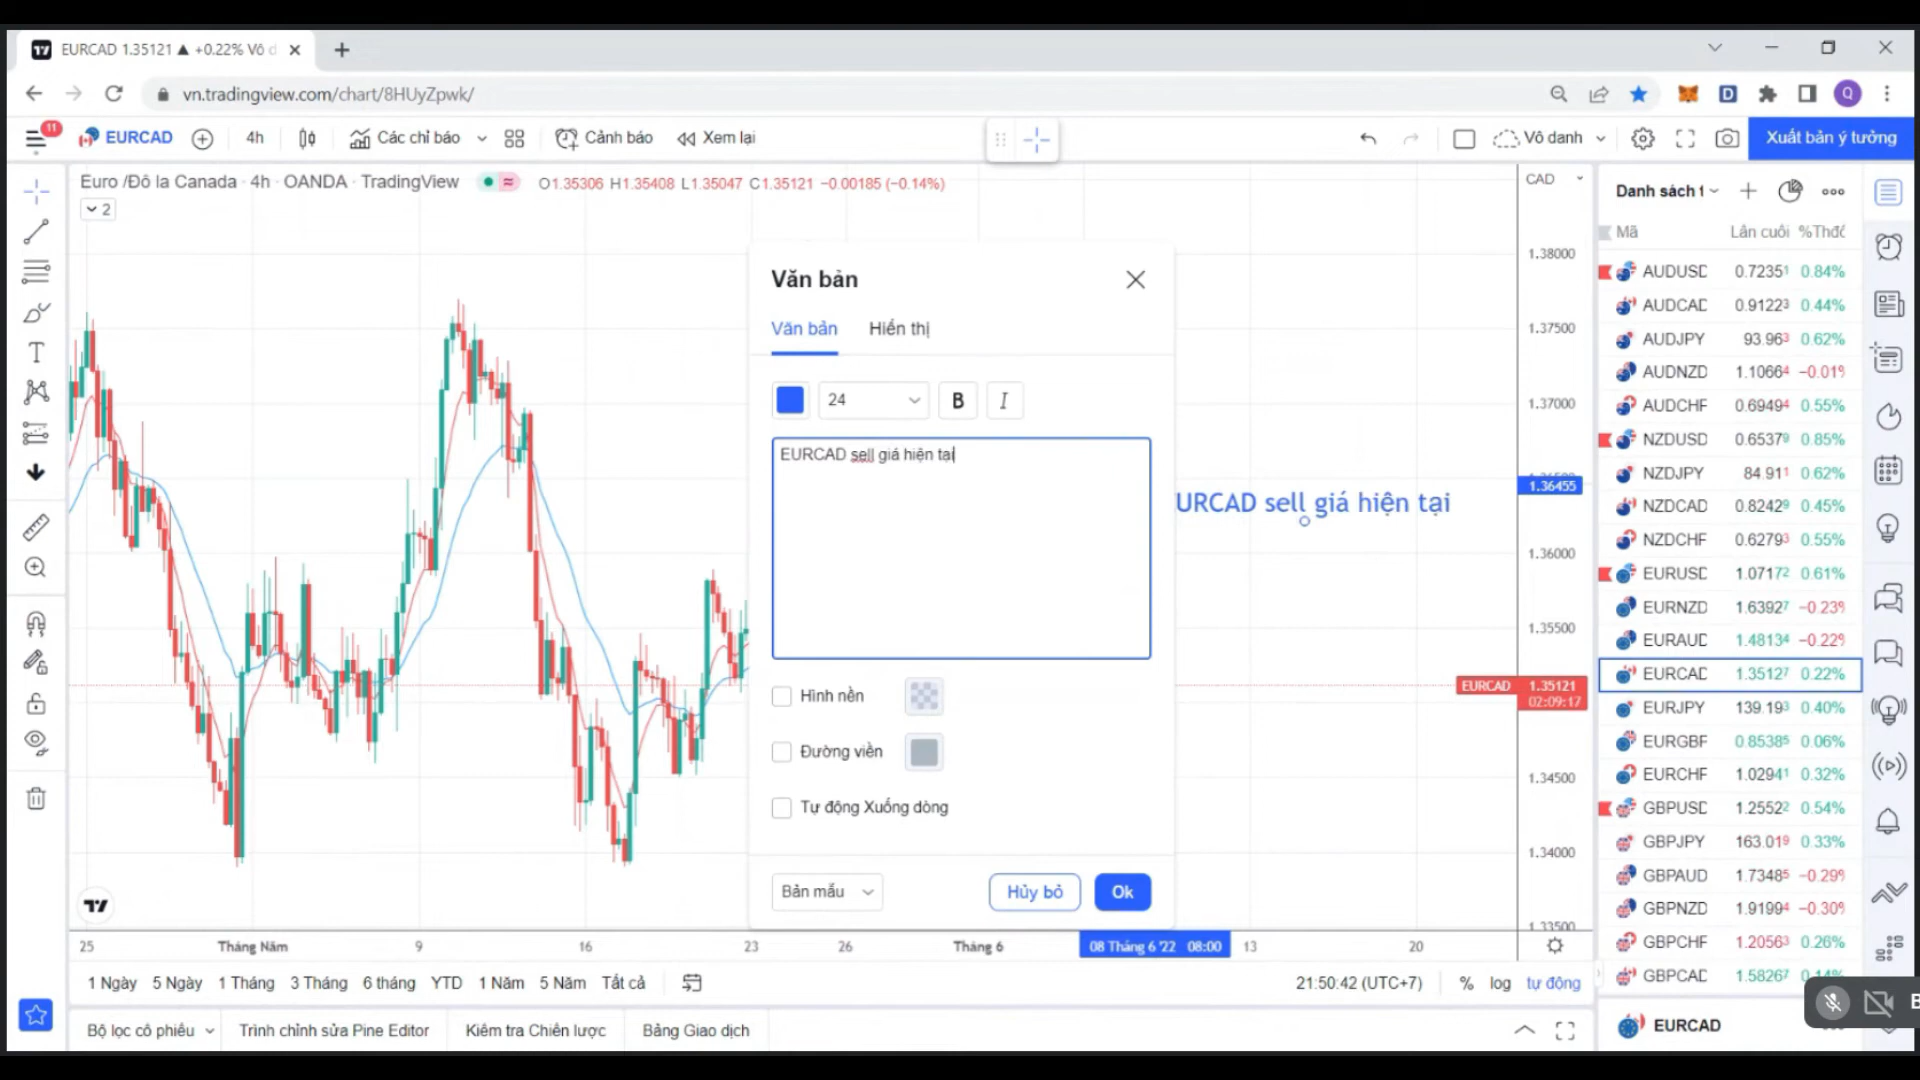 EURCAD 1.35121 ▲ +0.22% Vô d
vn.tradingview.com/chart/8HUyZpwk/
Q
11
EURCAD
4h
Các chỉ báo
Cảnh báo
Xem lại
Vô danh
Xuất bản ý tưởng
Euro /Đô la Canada · 4h · OANDA · TradingView
O1.35306 H1.35408 L1.35047 C1.35121 −0.00185 (−0.14%)
2
CAD
1.38000
1.37500
1.37000
1.36455
1.36000
1.35500
EURCAD 1.35121
02:09:17
1.34500
1.34000
1.33500
Văn bản
Văn bản
Hiển thị
24
B
I
EURCAD sell giá hiện tại
URCAD sell giá hiện tại
Hình nền
Đường viền
Tự động Xuống dòng
Bản mẫu
Hủy bỏ
Ok
25
Tháng Năm
9
16
23
26
Tháng 6
08 Tháng 6 '22 08:00
13
20
1 Ngày 5 Ngày 1 Tháng 3 Tháng 6 tháng YTD 1 Năm 5 Năm Tất cả
21:50:42 (UTC+7)
% log tự động
Bộ lọc cổ phiếu
Trình chỉnh sửa Pine Editor
Kiểm tra Chiến lược
Bảng Giao dịch
Danh sách t
Mã Lần cuối %Thđổ
AUDUSD 0.72351 0.84%
AUDCAD 0.91223 0.44%
AUDJPY 93.963 0.62%
AUDNZD 1.10664 −0.01%
AUDCHF 0.69494 0.55%
NZDUSD 0.65379 0.85%
NZDJPY 84.911 0.62%
NZDCAD 0.82429 0.45%
NZDCHF 0.62793 0.55%
EURUSD 1.07172 0.61%
EURNZD 1.63927 −0.23%
EURAUD 1.48134 −0.22%
EURCAD 1.35127 0.22%
EURJPY 139.193 0.40%
EURGBF 0.85385 0.06%
EURCHF 1.02941 0.32%
GBPUSD 1.25522 0.54%
GBPJPY 163.019 0.33%
GBPAUD 1.73485 −0.29%
GBPNZD 1.91994 −0.30%
GBPCHF 1.20563 0.26%
GBPCAD 1.58267 0.14%
EURCAD